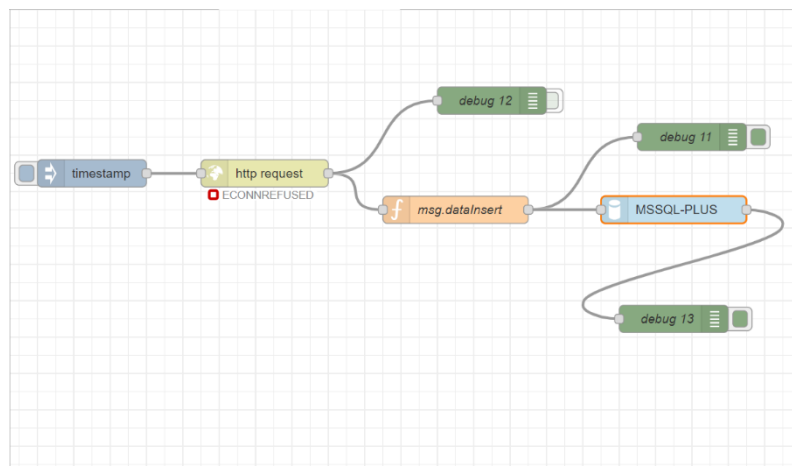 debug 12
debug 11
timestamp
http request
ECONNREFUSED
msg.dataInsert
MSSQL-PLUS
debug 13